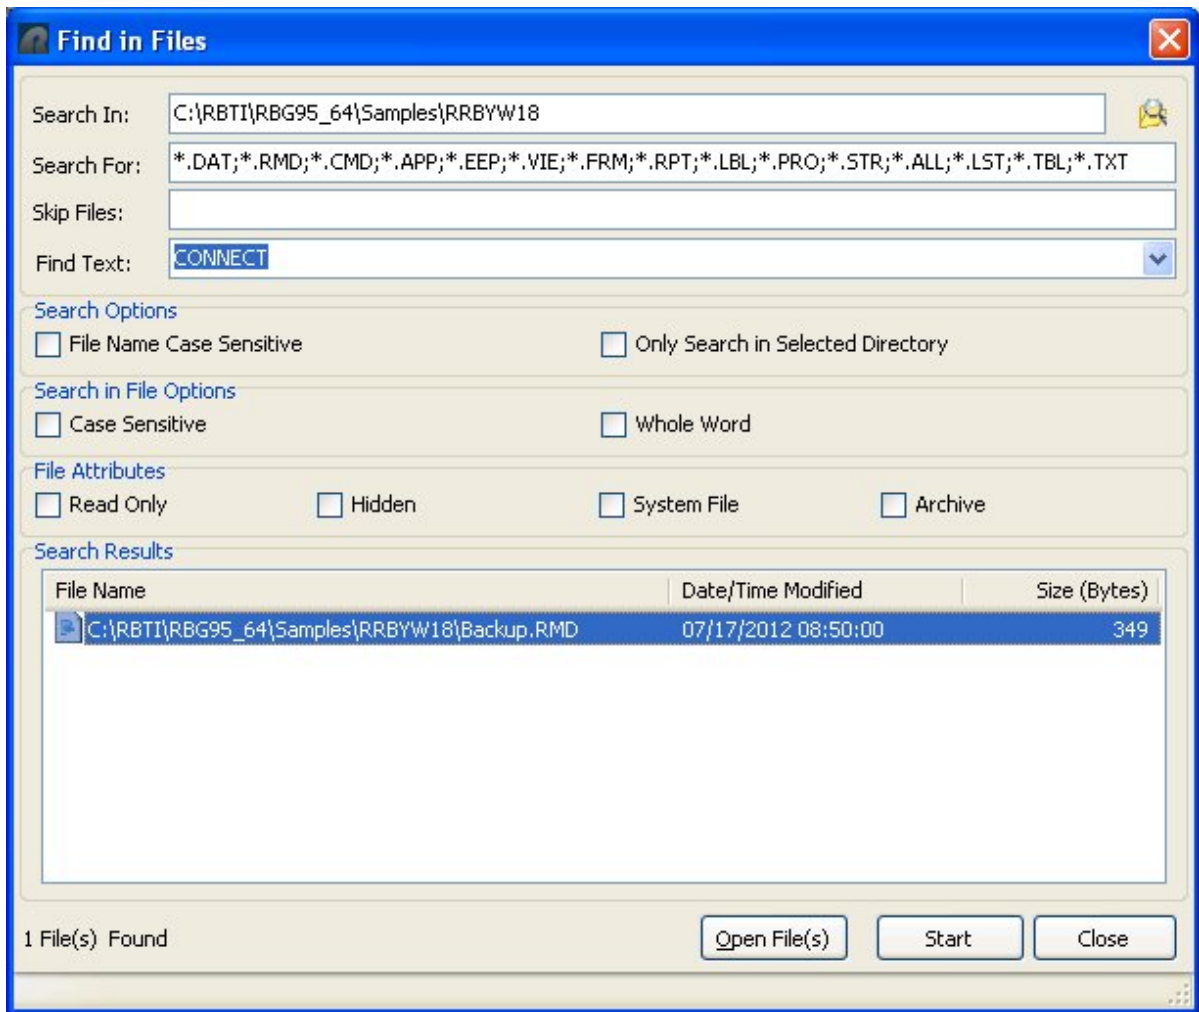 Find in Files
Search In: C:\RBTI\RBG95_64\Samples\RRBYW18
Search For: *.DAT;*.RMD;*.CMD;*.APP;*.EEP;*.VIE;*.FRM;*.RPT;*.LBL;*.PRO;*.STR;*.ALL;*.LST;*.TBL;*.TXT
Skip Files:
Find Text: CONNECT
Search Options
File Name Case Sensitive Only Search in Selected Directory
Search in File Options
Case Sensitive Whole Word
File Attributes
Read Only Hidden System File Archive
Search Results
File Name Date/Time Modified Size (Bytes)
C:\RBTI\RBG95_64\Samples\RRBYW18\Backup.RMD 07/17/2012 08:50:00 349
1 File(s) Found Open File(s) Start Close